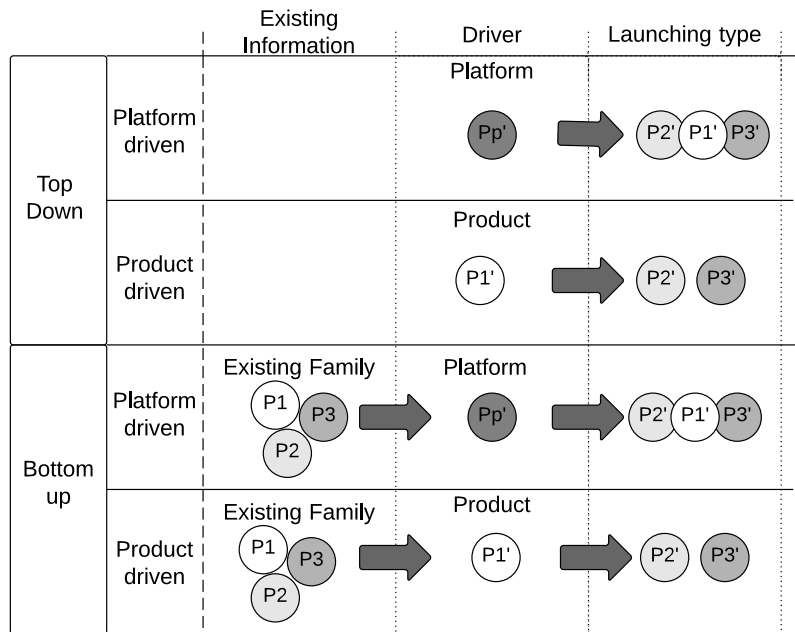 Existing
Information
Driver
Launching type
Top
Down
Platform
driven
Platform
Pp'
P2' P1' P3'
Product
driven
Product
P1'
P2' P3'
Bottom
up
Platform
driven
Existing Family
P1
P3
P2
Platform
Pp'
P2' P1' P3'
Product
driven
Existing Family
P1
P3
P2
Product
P1'
P2' P3'